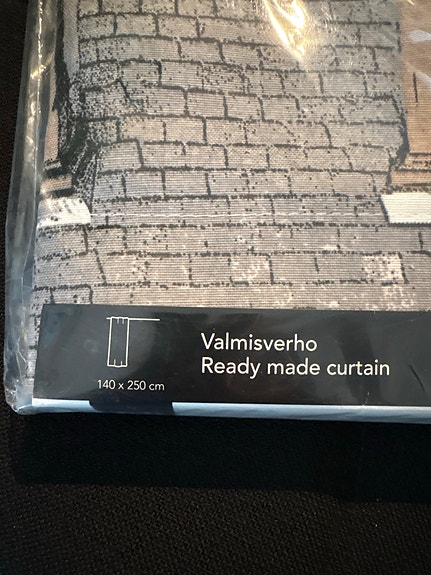 Valmisverho
Ready made curtain
140 x 250 cm